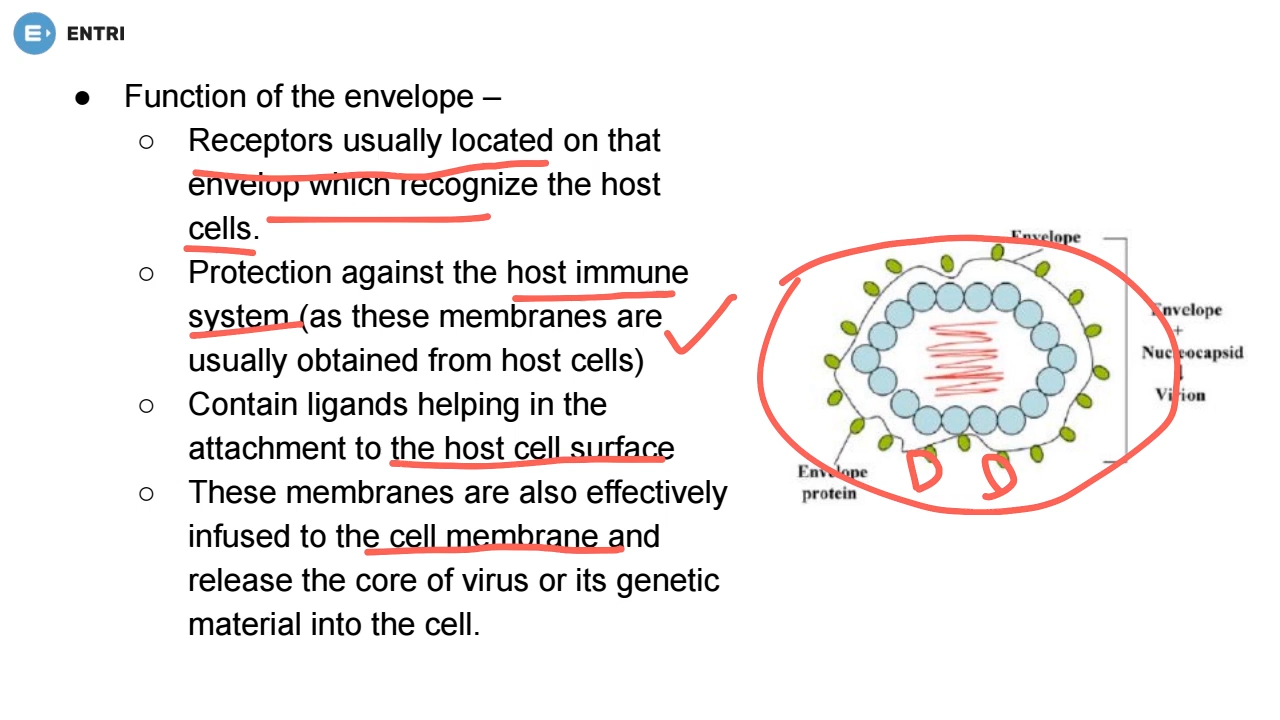 ENTRI
● Function of the envelope –
○ Receptors usually located on that
envelop which recognize the host
cells.
○ Protection against the host immune
system (as these membranes are
usually obtained from host cells)
○ Contain ligands helping in the
attachment to the host cell surface
○ These membranes are also effectively
infused to the cell membrane and
release the core of virus or its genetic
material into the cell.
Envelope
Envelope
+
Nucleocapsid
↓
Virion
Envelope
protein
D D